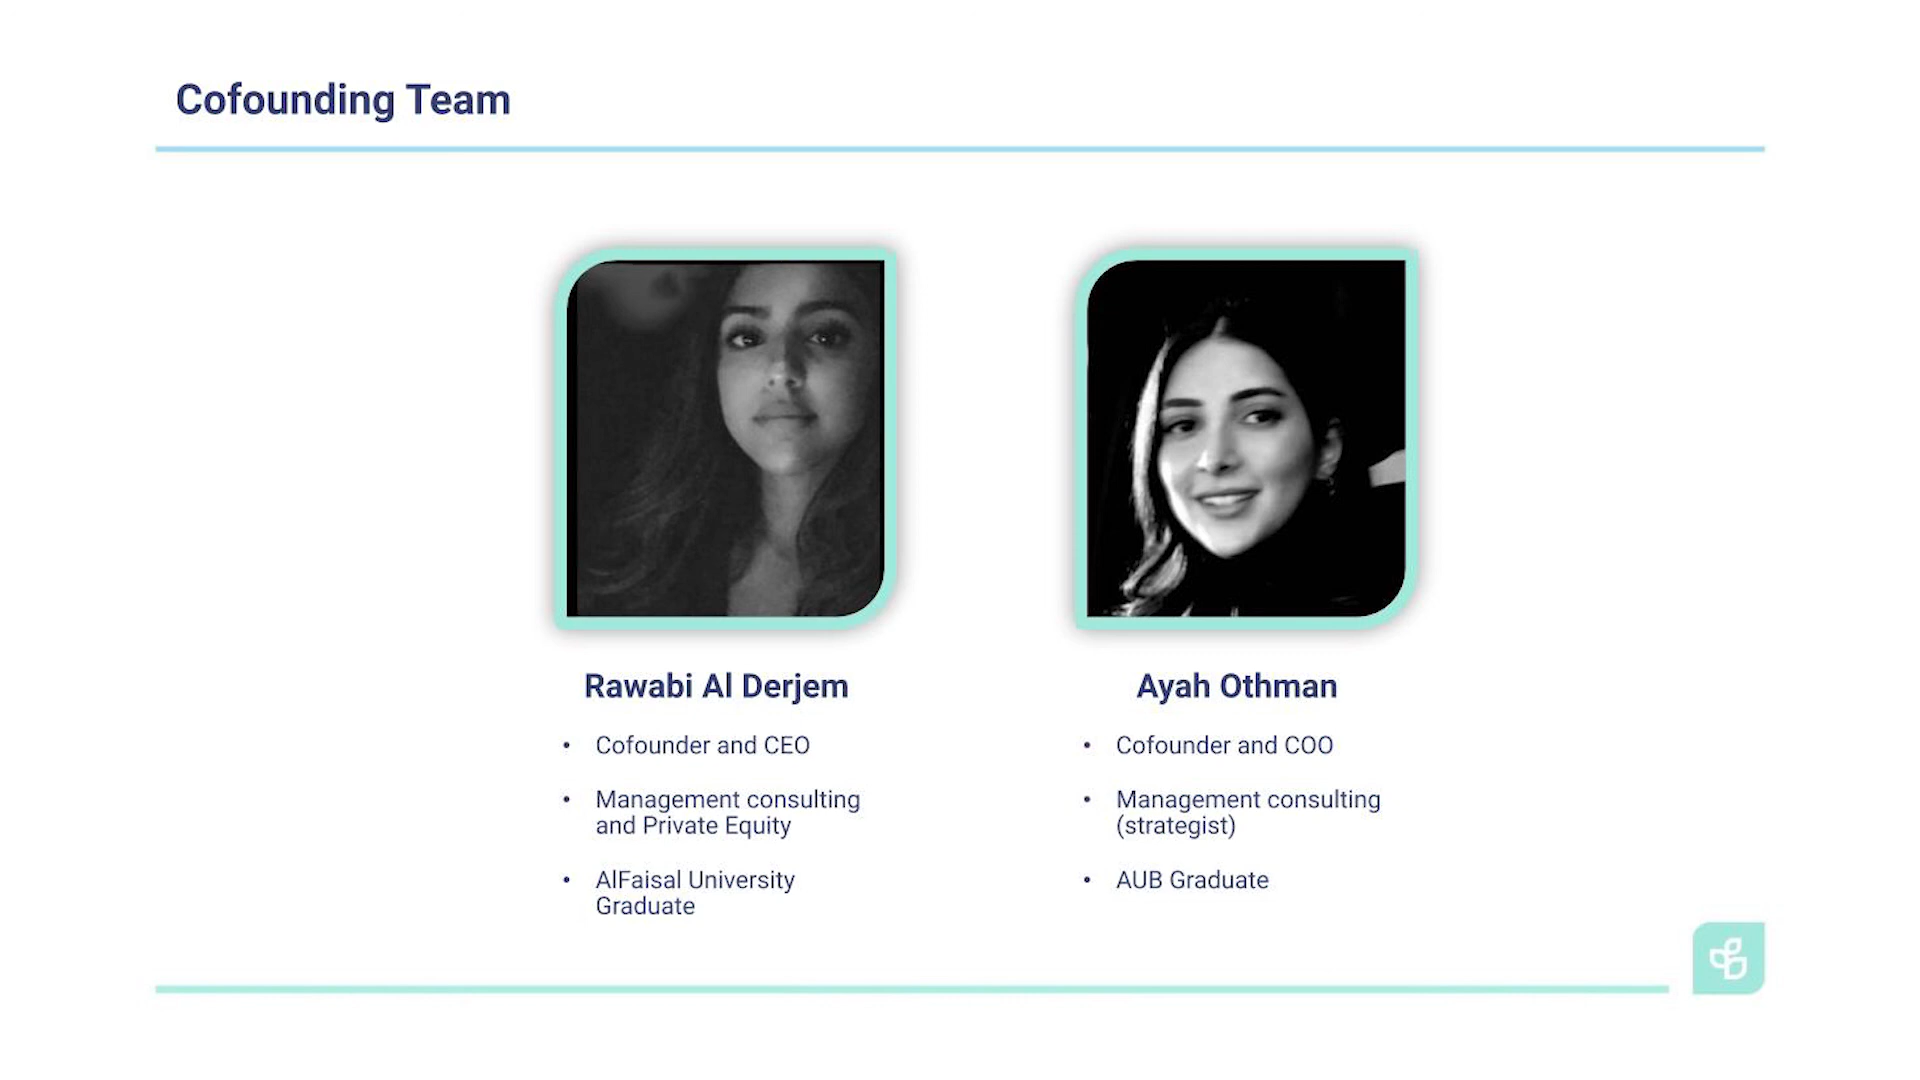 Cofounding Team
Rawabi Al Derjem
• Cofounder and CEO
• Management consulting
and Private Equity
• AlFaisal University
Graduate
Ayah Othman
• Cofounder and COO
• Management consulting
(strategist)
• AUB Graduate